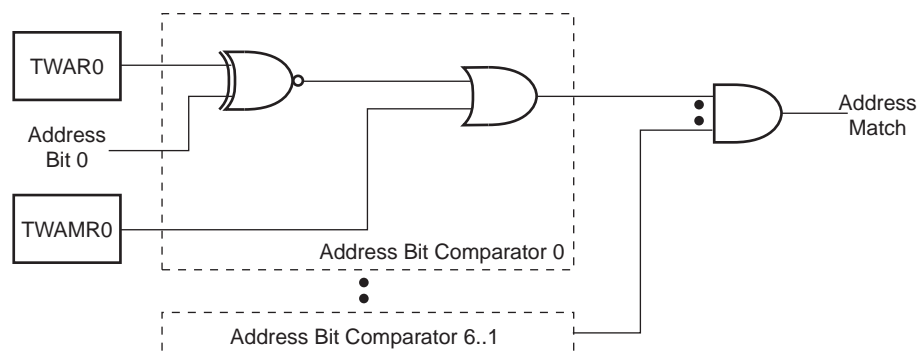 TWAR0
Address
Bit 0
TWAMR0
Address Bit Comparator 0
Address Bit Comparator 6..1
Address
Match